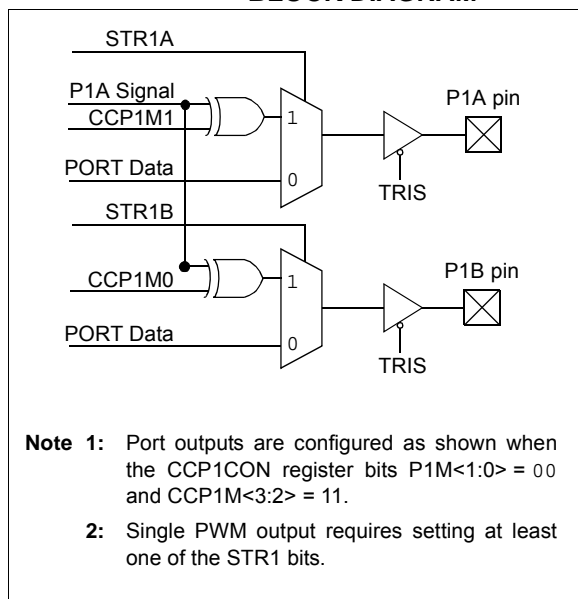 STR1A
P1A Signal
CCP1M1
1
P1A pin
PORT Data
0
TRIS
STR1B
CCP1M0
1
P1B pin
PORT Data
0
TRIS
Note 1: Port outputs are configured as shown when
the CCP1CON register bits P1M<1:0> = 00
and CCP1M<3:2> = 11.
2: Single PWM output requires setting at least
one of the STR1 bits.